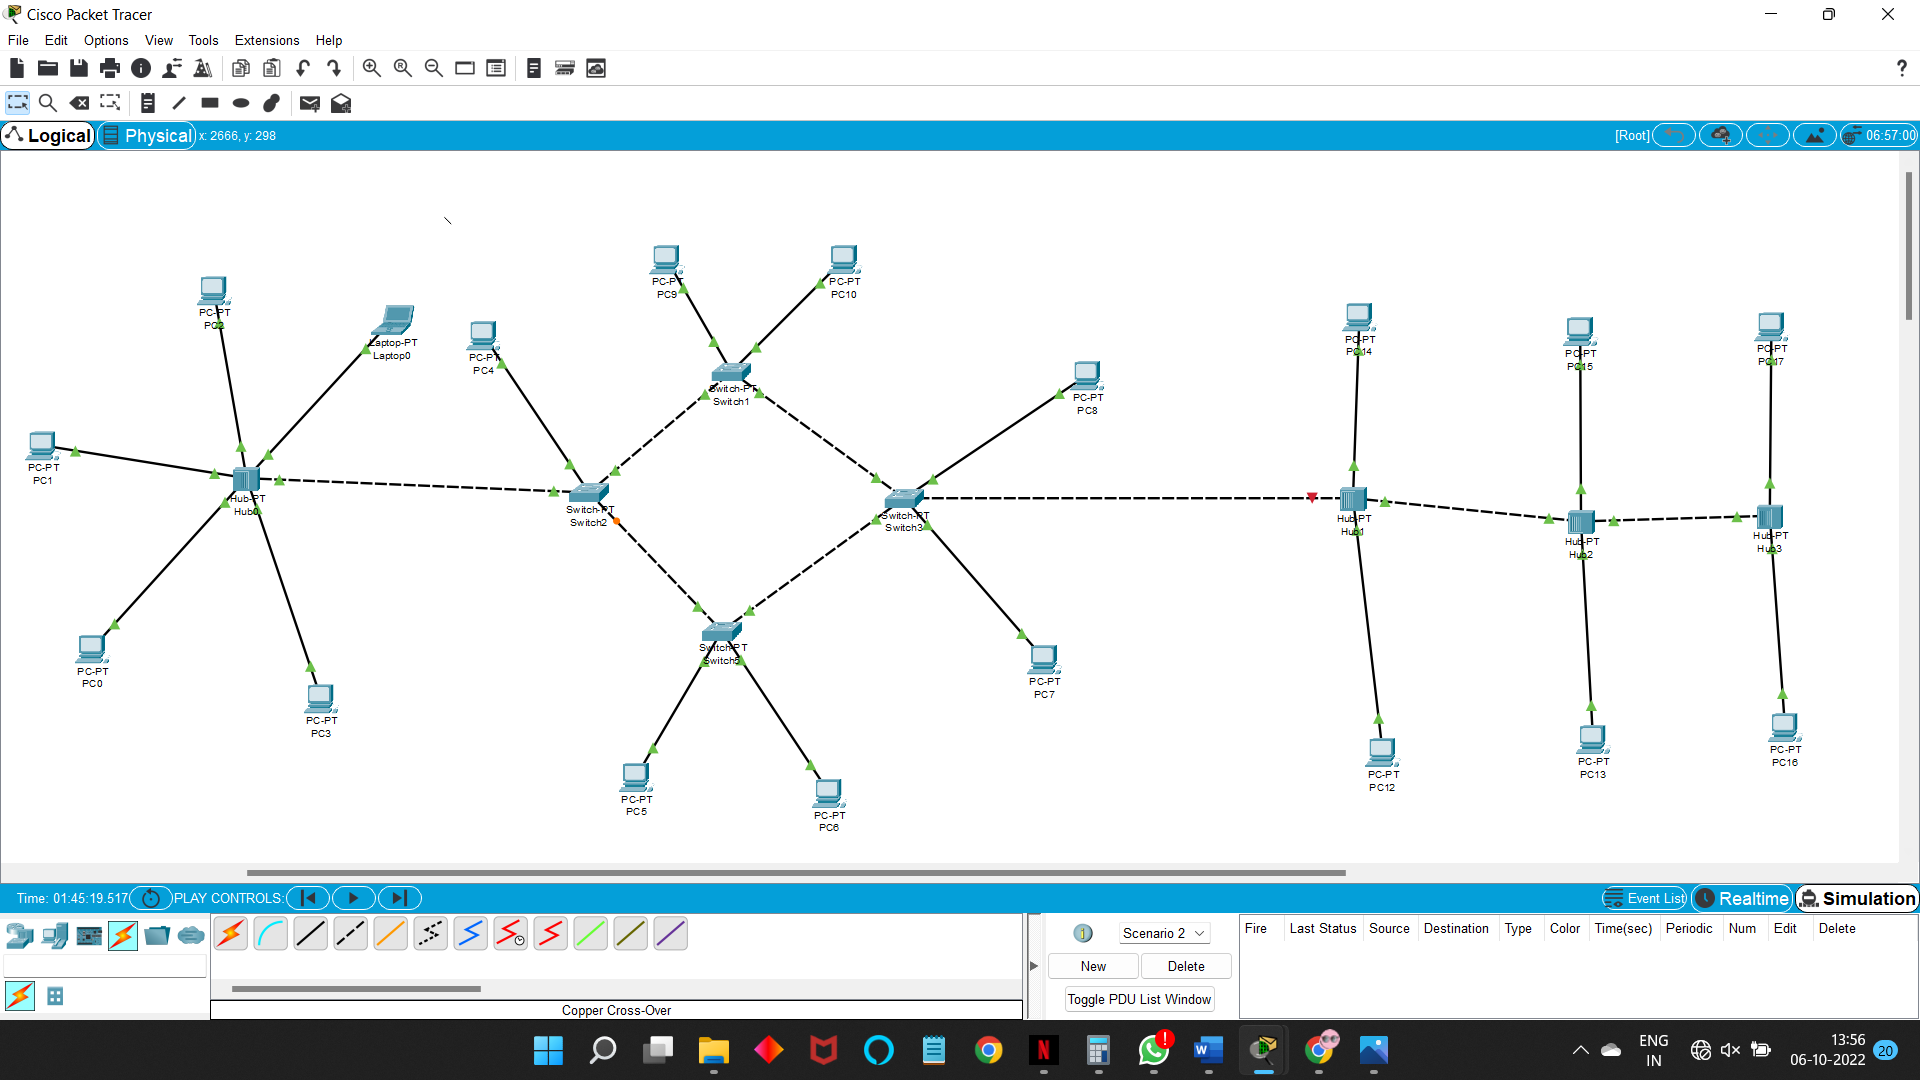 Cisco Packet Tracer
File Edit Options View Tools Extensions Help
Logical Physical x: 2666, y: 298 [Root] 06:57:00
PC-PT
PC9
PC-PT
PC10
PC-PT
PC2
Laptop-PT
Laptop0
PC-PT
PC4
Switch-PT
Switch1
PC-PT
PC8
PC-PT
PC14
PC-PT
PC15
PC-PT
PC17
PC-PT
PC1
Hub-PT
Hub0
Switch-PT
Switch2
Switch-PT
Switch3
Hub-PT
Hub1
Hub-PT
Hub2
Hub-PT
Hub3
PC-PT
PC0
PC-PT
PC3
Switch-PT
Switch5
PC-PT
PC7
PC-PT
PC5
PC-PT
PC6
PC-PT
PC12
PC-PT
PC13
PC-PT
PC16
Time: 01:45:19.517 PLAY CONTROLS: Event List Realtime Simulation
Scenario 2
New Delete
Toggle PDU List Window
Fire Last Status Source Destination Type Color Time(sec) Periodic Num Edit Delete
Copper Cross-Over
ENG
IN
13:56
06-10-2022
20